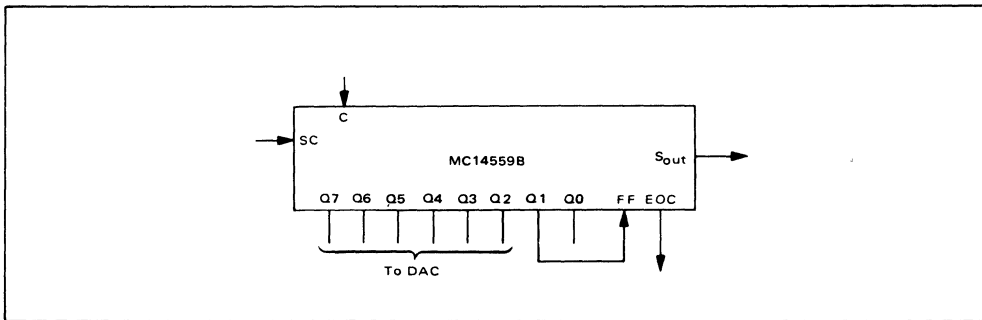 C
SC
MC14559B
Sout
Q7 Q6 Q5 Q4 Q3 Q2 Q1 Q0 FF EOC
To DAC